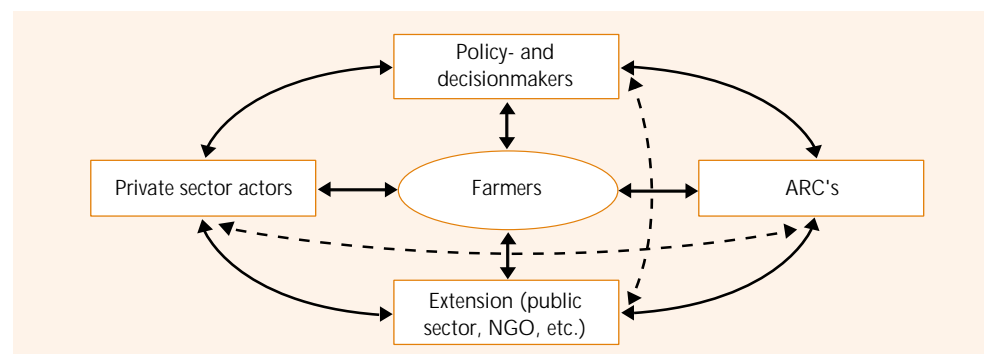 Policy- and
decisionmakers
Private sector actors
Farmers
ARC's
Extension (public
sector, NGO, etc.)